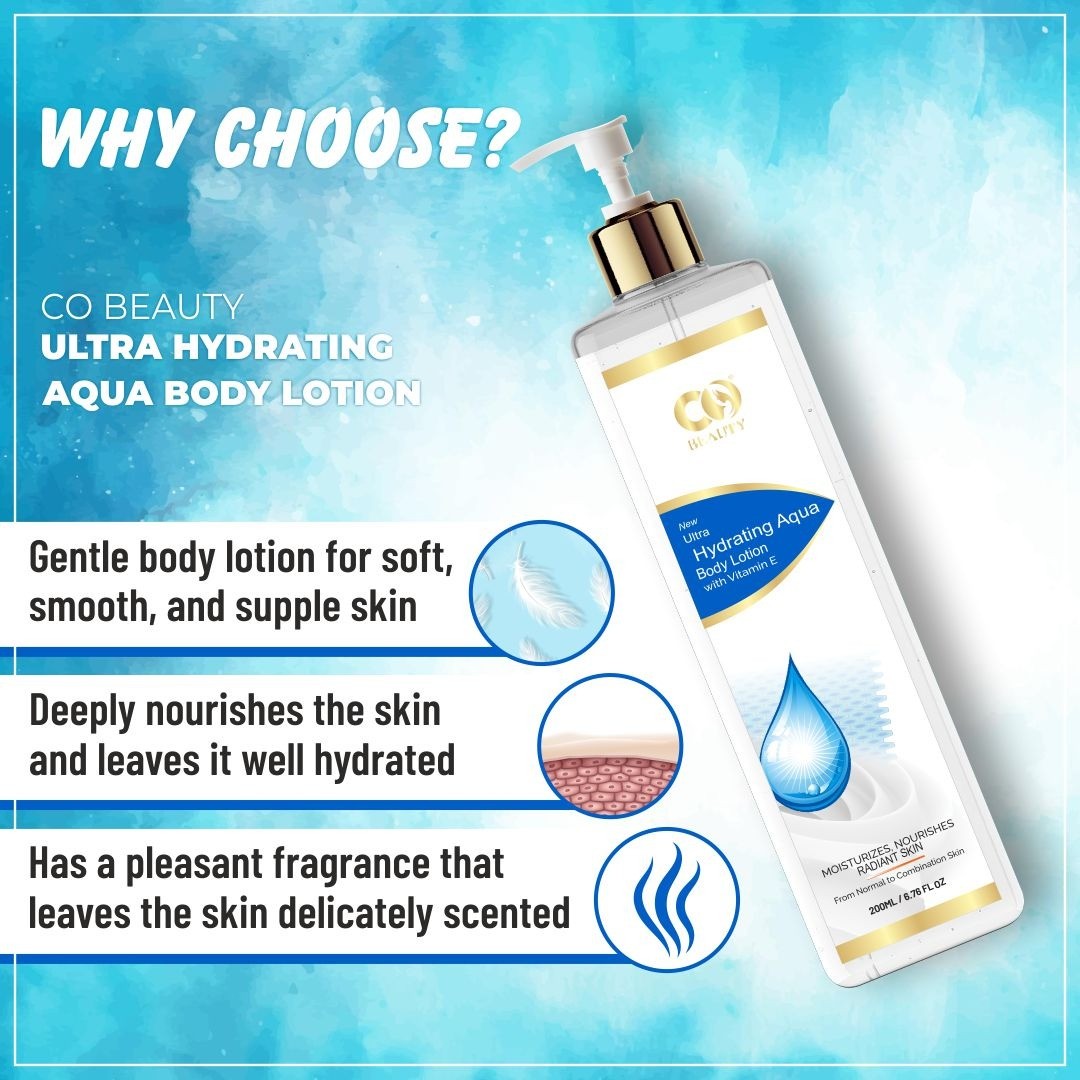 WHY CHOOSE?
CO BEAUTY
ULTRA HYDRATING
AQUA BODY LOTION
Gentle body lotion for soft,
smooth, and supple skin
Deeply nourishes the skin
and leaves it well hydrated
Has a pleasant fragrance that
leaves the skin delicately scented
CO
BEAUTY
New
Ultra
Hydrating Aqua
Body Lotion
with Vitamin E
MOISTURIZES, NOURISHES
RADIANT SKIN
From Normal to Combination Skin
200ML / 6.76 FL OZ